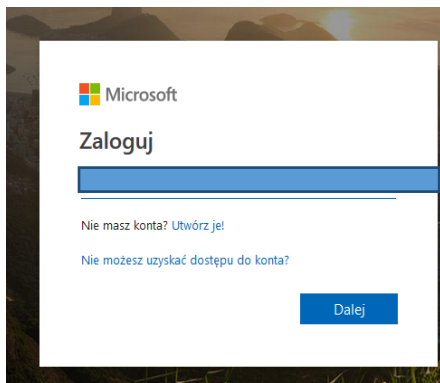 Microsoft
Zaloguj
Nie masz konta? Utwórz je!
Nie możesz uzyskać dostępu do konta?
Dalej